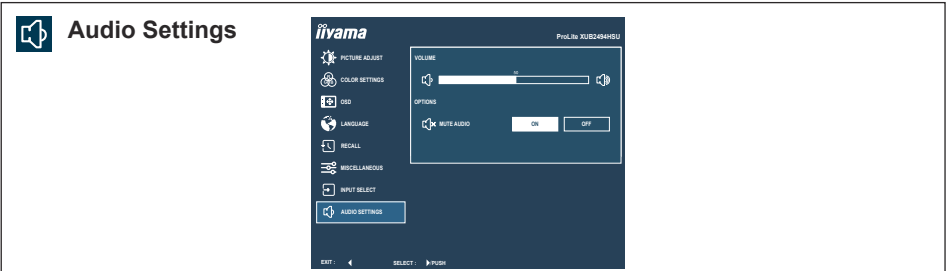 Audio Settings
iiyama
ProLite XUB2494HSU
PICTURE ADJUST
COLOR SETTINGS
OSD
LANGUAGE
RECALL
MISCELLANEOUS
INPUT SELECT
AUDIO SETTINGS
VOLUME
50
OPTIONS
MUTE AUDIO ON OFF
EXIT : SELECT : /PUSH